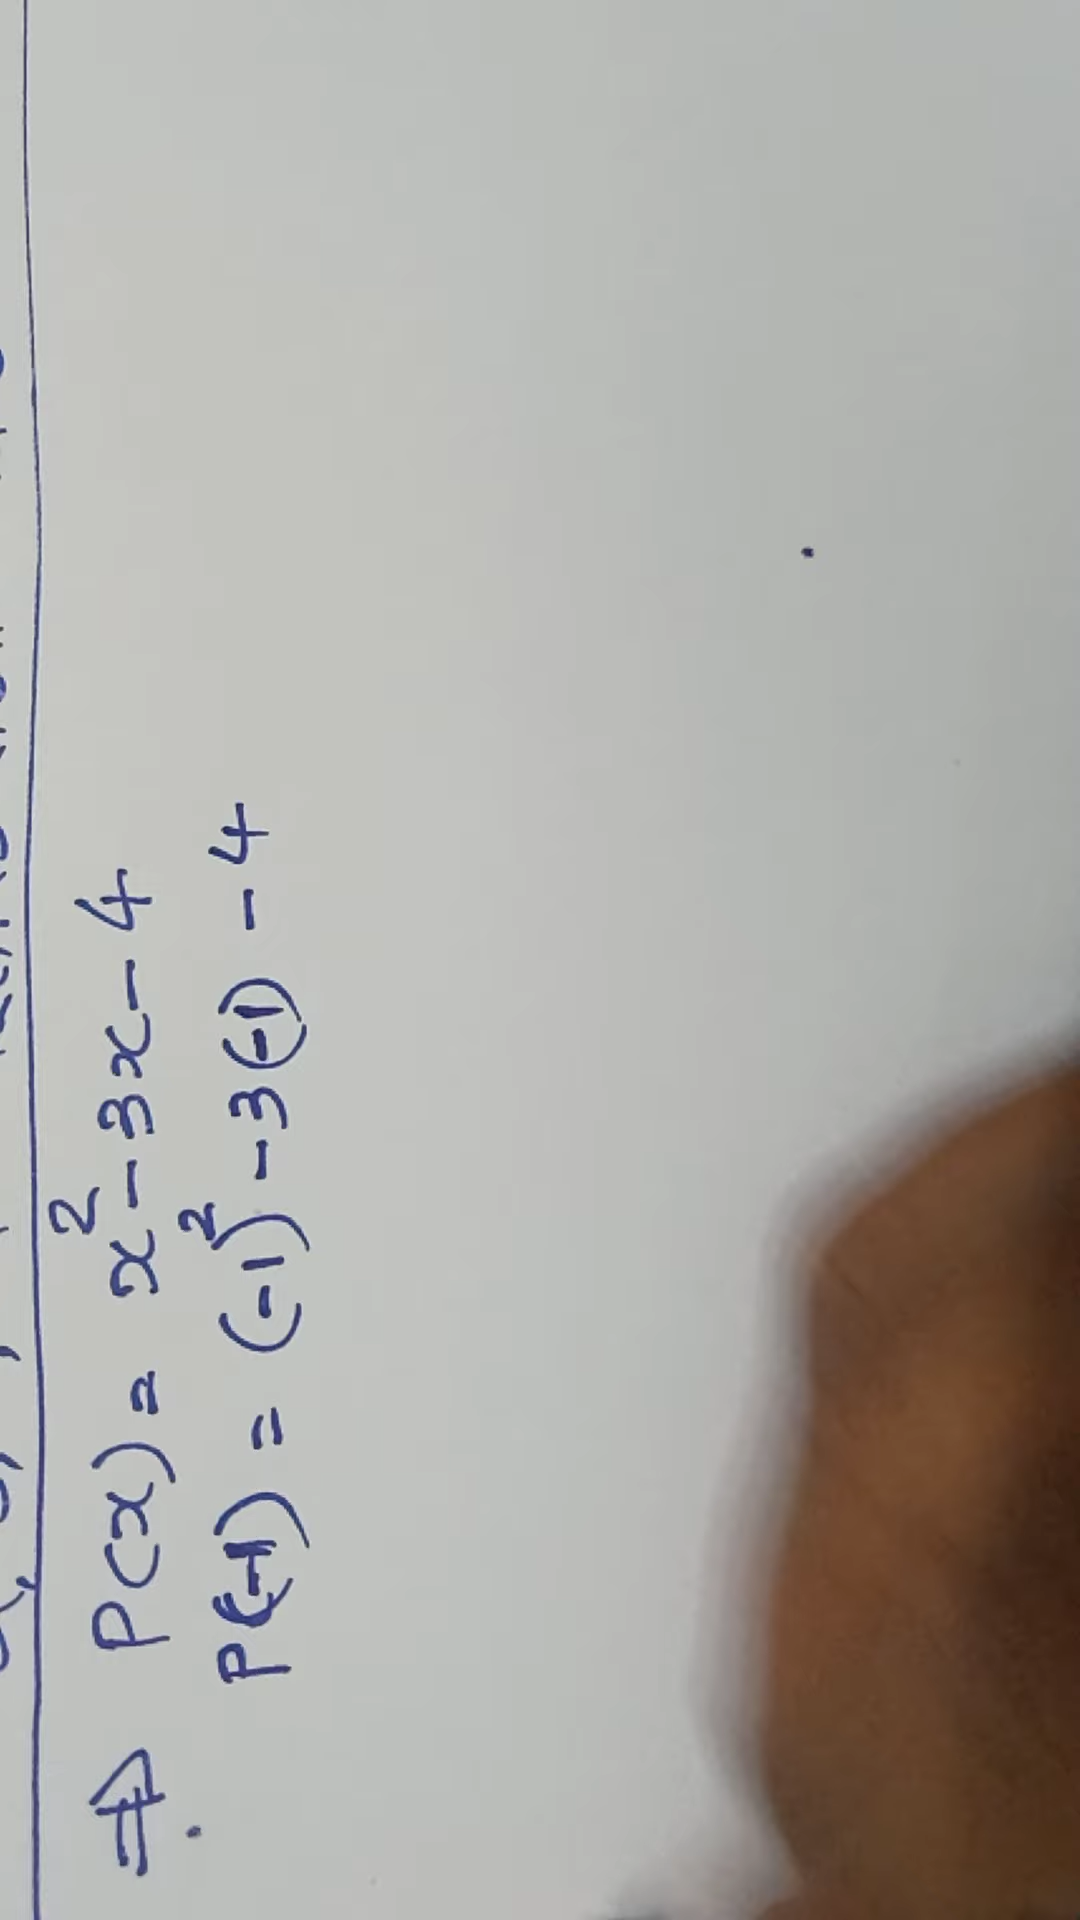 ⇒ P(x) = x² - 3x - 4
P(-1) = (-1)² - 3(-1) - 4